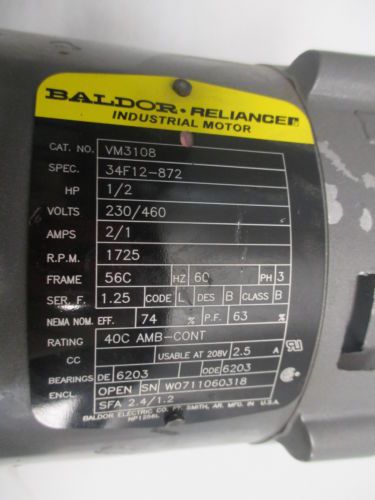 BALDOR • RELIANCE
INDUSTRIAL MOTOR
CAT. NO. VM3108
SPEC. 34F12-872
HP 1/2
VOLTS 230/460
AMPS 2/1
R.P.M. 1725
FRAME 56C HZ 60 PH 3
SER. F. 1.25 CODE L DES B CLASS B
NEMA NOM. EFF. 74 % P.F. 63 %
RATING 40C AMB-CONT
CC USABLE AT 208V 2.5 A
BEARINGS DE 6203 ODE 6203
ENCL. OPEN SN W0711060318
SFA 2.4/1.2
BALDOR ELECTRIC CO. FT. SMITH, AR. MFD. IN U.S.A.